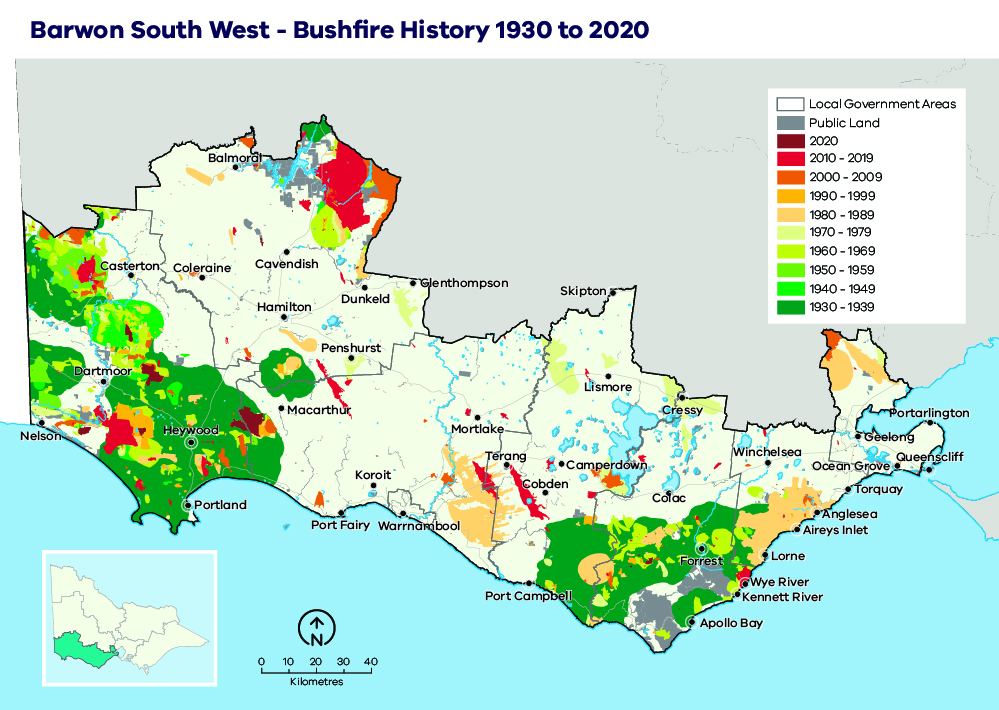 Barwon South West - Bushfire History 1930 to 2020
Local Government Areas
Public Land
2020
2010 - 2019
2000 - 2009
1990 - 1999
1980 - 1989
1970 - 1979
1960 - 1969
1950 - 1959
1940 - 1949
1930 - 1939
Balmoral
Casterton
Coleraine
Cavendish
Glenthompson
Dunkeld
Skipton
Hamilton
Penshurst
Dartmoor
Lismore
Macarthur
Cressy
Portarlington
Mortlake
Nelson
Heywood
Geelong
Winchelsea
Queenscliff
Terang
Camperdown
Ocean Grove
Koroit
Cobden
Colac
Torquay
Portland
Port Fairy
Warrnambool
Anglesea
Aireys Inlet
Forrest
Lorne
Wye River
Port Campbell
Kennett River
Apollo Bay
N
0 10 20 30 40
Kilometres